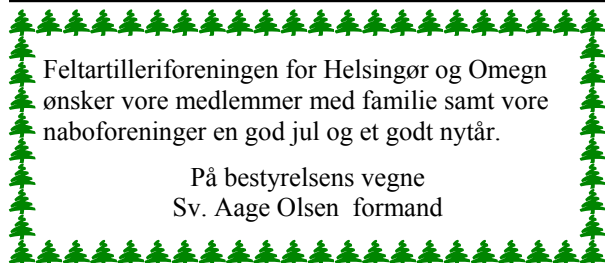 Feltartilleriforeningen for Helsingør og Omegn
ønsker vore medlemmer med familie samt vore
naboforeninger en god jul og et godt nytår.
På bestyrelsens vegne
Sv. Aage Olsen  formand